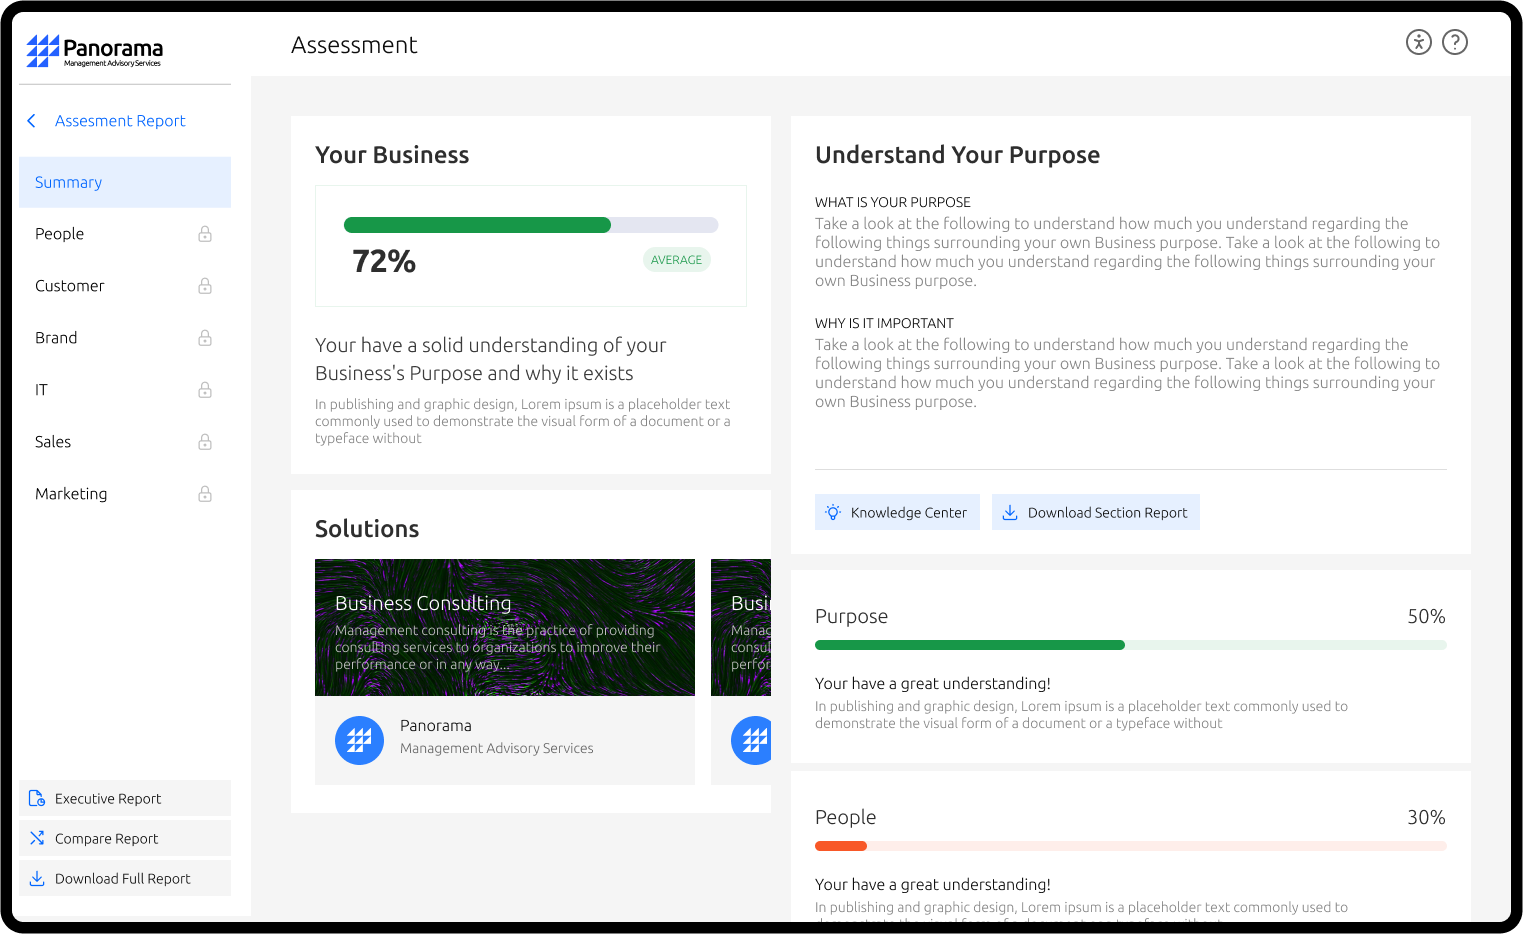 Panorama
Management Advisory Services
Assesment Report
Summary
People
Customer
Brand
IT
Sales
Marketing
Executive Report
Compare Report
Download Full Report
Assessment
Your Business
72%
AVERAGE
Your have a solid understanding of your
Business's Purpose and why it exists
In publishing and graphic design, Lorem ipsum is a placeholder text
commonly used to demonstrate the visual form of a document or a
typeface without
Solutions
Business Consulting
Management consulting is the practice of providing
consulting services to organizations to improve their
performance or in any way...
Panorama
Management Advisory Services
Understand Your Purpose
WHAT IS YOUR PURPOSE
Take a look at the following to understand how much you understand regarding the
following things surrounding your own Business purpose. Take a look at the following to
understand how much you understand regarding the following things surrounding your
own Business purpose.
WHY IS IT IMPORTANT
Take a look at the following to understand how much you understand regarding the
following things surrounding your own Business purpose. Take a look at the following to
understand how much you understand regarding the following things surrounding your
own Business purpose.
Knowledge Center
Download Section Report
Purpose
50%
Your have a great understanding!
In publishing and graphic design, Lorem ipsum is a placeholder text commonly used to
demonstrate the visual form of a document or a typeface without
People
30%
Your have a great understanding!
In publishing and graphic design, Lorem ipsum is a placeholder text commonly used to